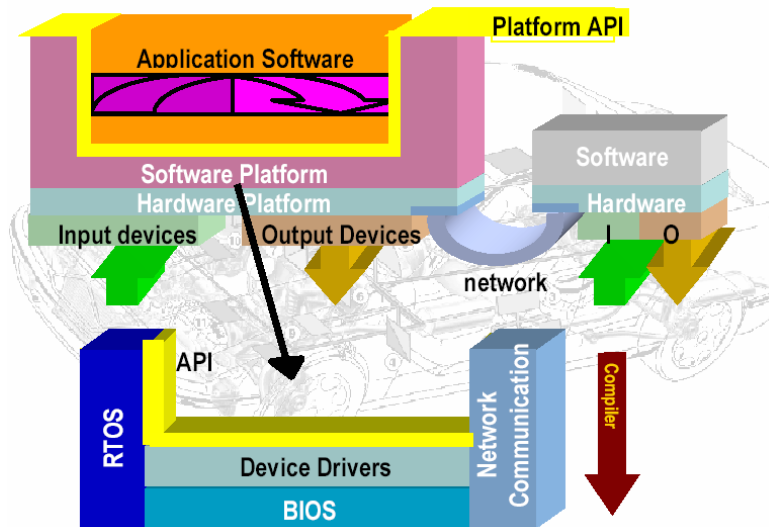 Platform API
Application Software
Software Platform
Hardware Platform
Input devices
Output Devices
network
Software
Hardware
I
O
API
RTOS
Device Drivers
BIOS
Network
Communication
Compiler